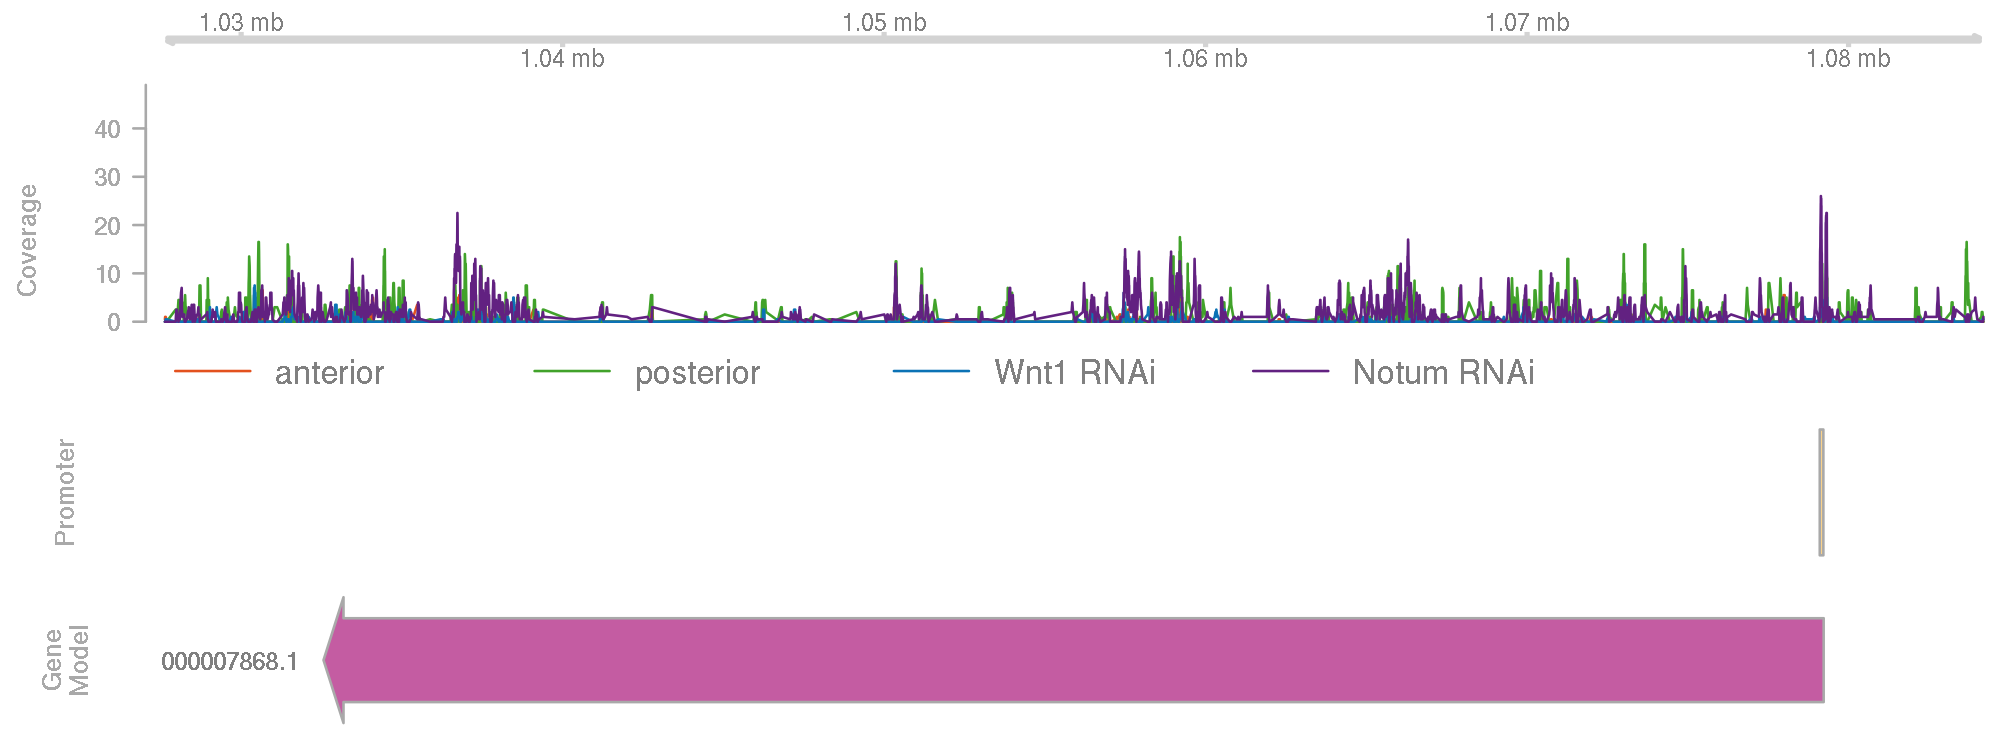 1.03 mb 1.05 mb 1.07 mb
1.04 mb 1.06 mb 1.08 mb
Coverage
40
30
20
10
0
anterior posterior Wnt1 RNAi Notum RNAi
Promoter
Gene
Model
000007868.1